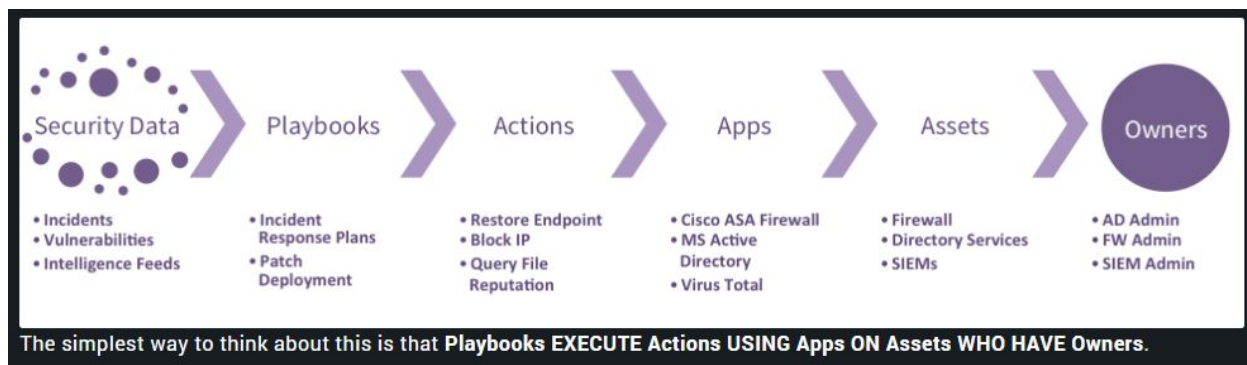 Security Data
Playbooks
Actions
Apps
Assets
Owners
• Incidents
• Vulnerabilities
• Intelligence Feeds
• Incident
Response Plans
• Patch
Deployment
• Restore Endpoint
• Block IP
• Query File
Reputation
• Cisco ASA Firewall
• MS Active
Directory
• Virus Total
• Firewall
• Directory Services
• SIEMs
• AD Admin
• FW Admin
• SIEM Admin
The simplest way to think about this is that Playbooks EXECUTE Actions USING Apps ON Assets WHO HAVE Owners.